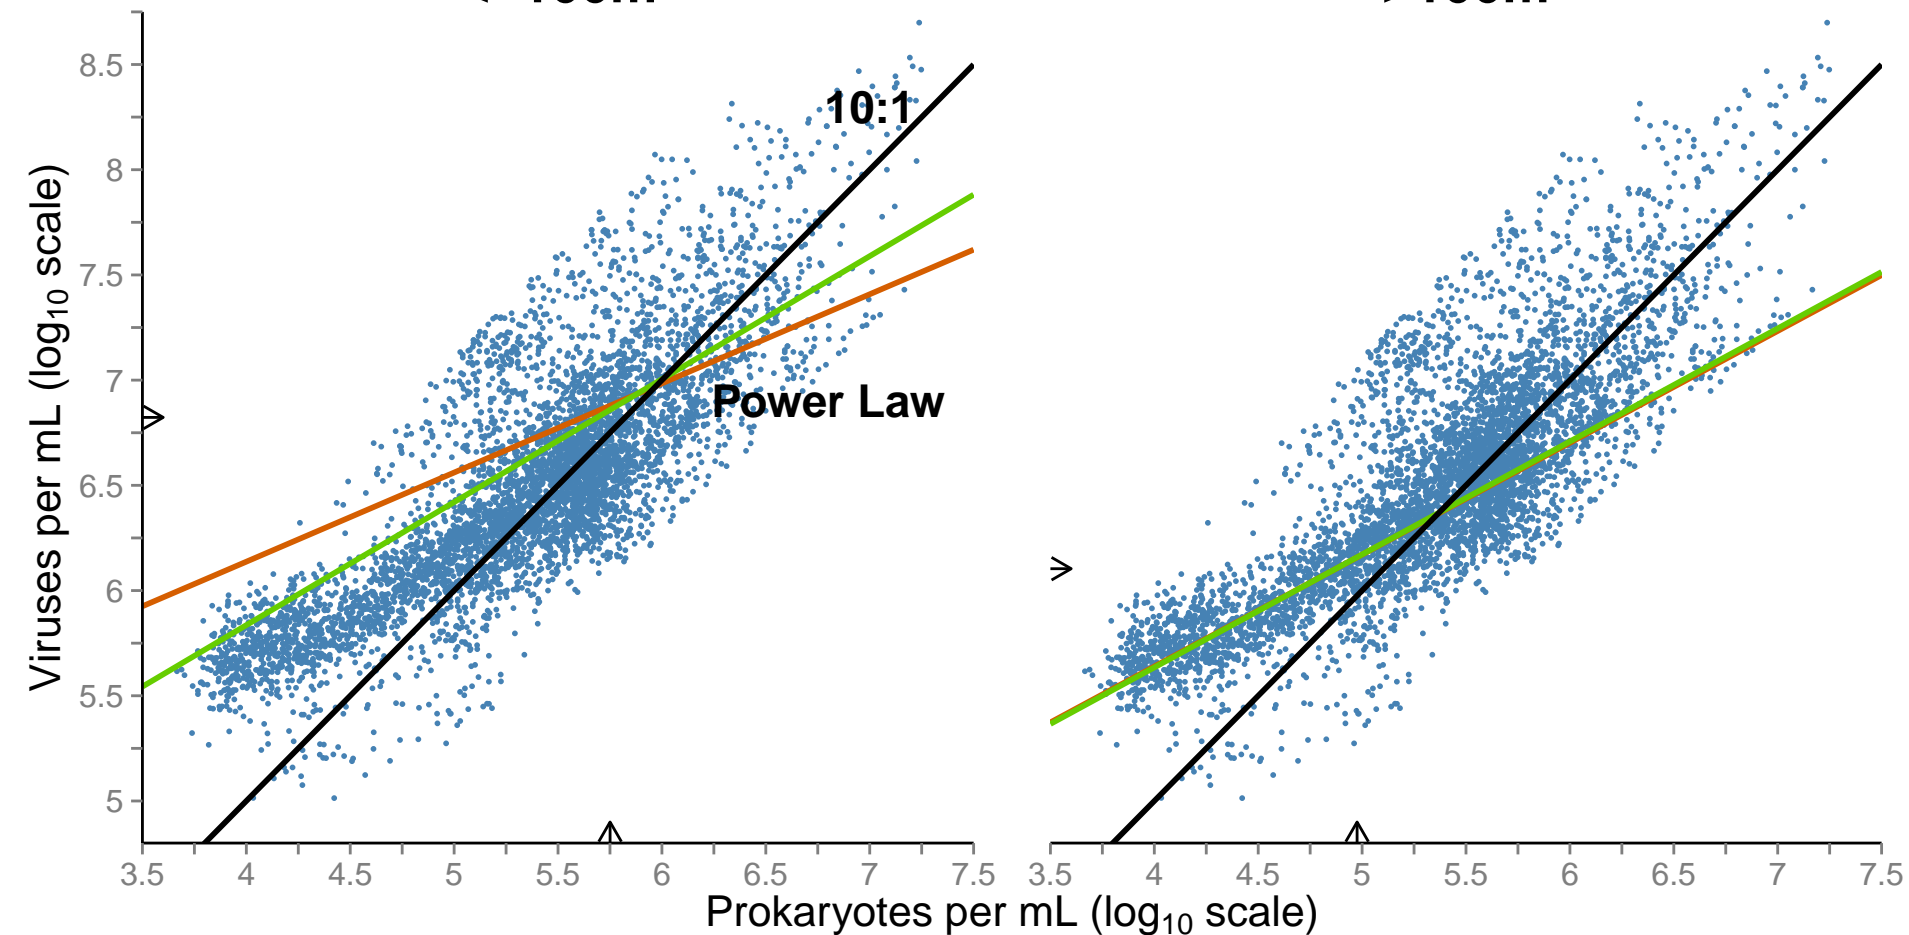 8.5
10:1
8
7.5
7
Power Law
6.5
6
5.5
5
Viruses per mL (log₁₀ scale)
3.5 4 4.5 5 5.5 6 6.5 7 7.5
3.5 4 4.5 5 5.5 6 6.5 7 7.5
Prokaryotes per mL (log₁₀ scale)